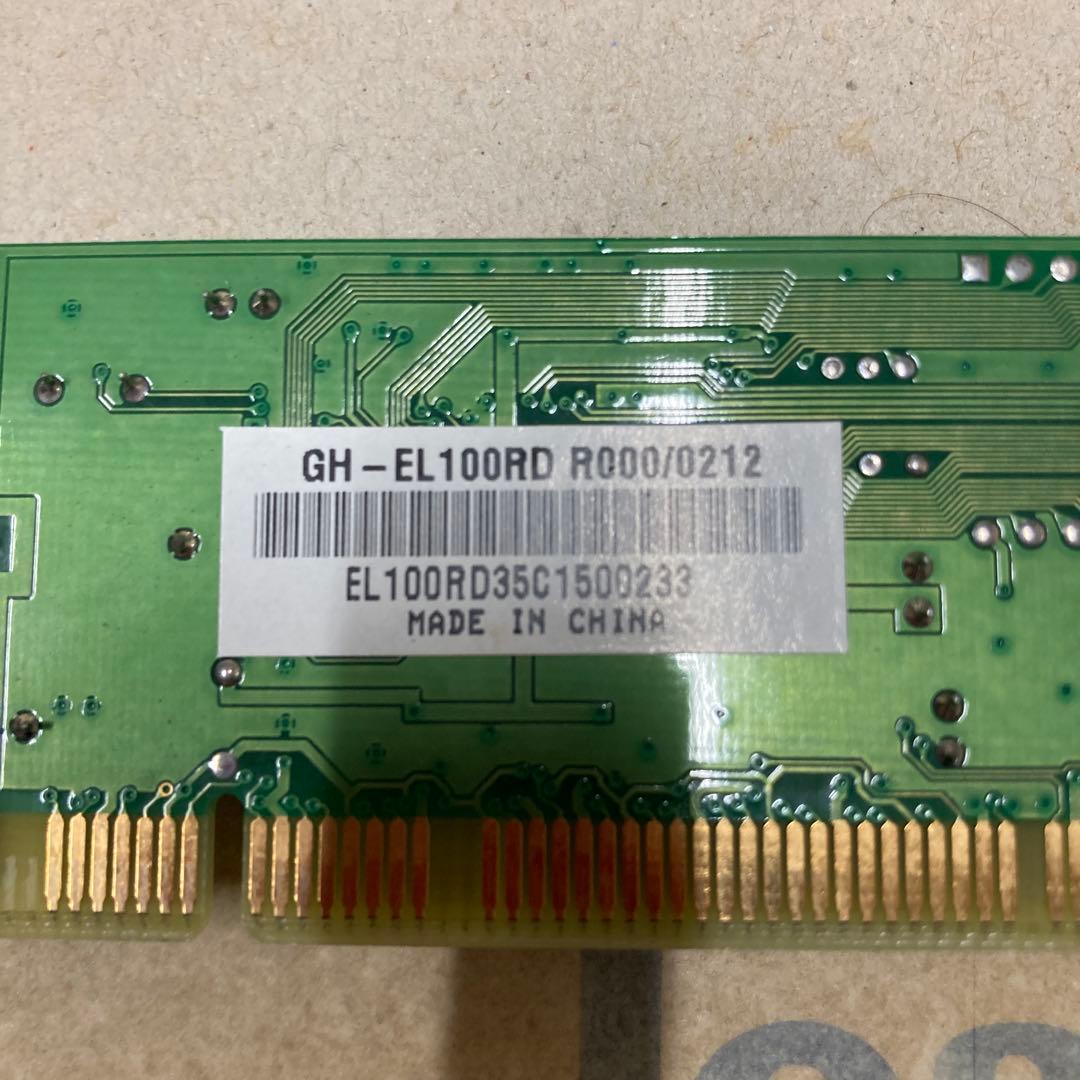 GH-EL100RD R000/0212
EL100RD35C1500233
MADE IN CHINA